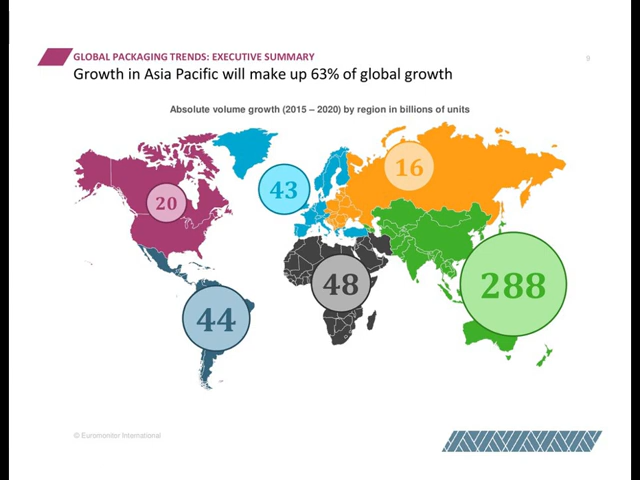 GLOBAL PACKAGING TRENDS: EXECUTIVE SUMMARY
9
Growth in Asia Pacific will make up 63% of global growth
Absolute volume growth (2015 – 2020) by region in billions of units
16
43
20
288
48
44
© Euromonitor International